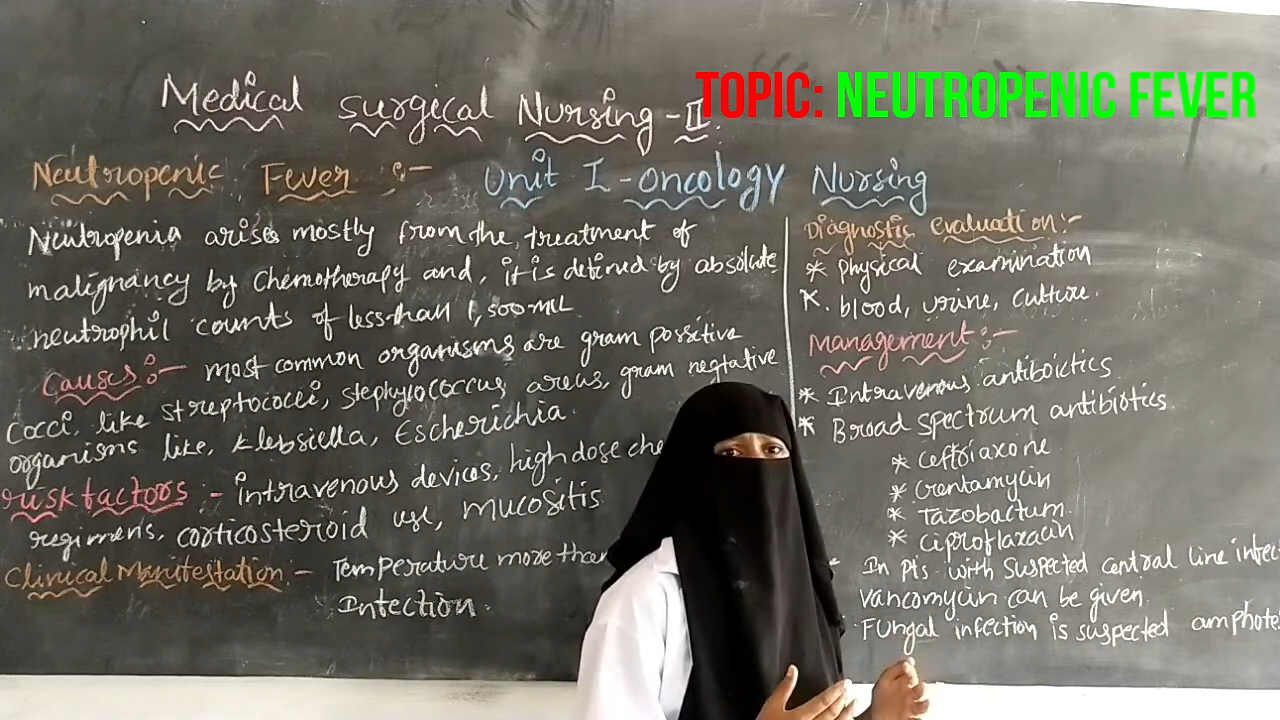 TOPIC: NEUTROPENIC FEVER
Medical surgical Nursing-II.
Neutropenic Fever :-
Unit I-oncology Nursing
Neutropenia arises mostly from the treatment of
malignancy by chemotherapy and, it is defined by absolute
neutrophil counts of less than 1,500 mlL
Causes :- most common organisms are gram possitive
cocci, like streptococci, stephylococcus areus, gram negtative
organisms like, klebsiella, Escherichia.
risk factors :- intravenous devices, high dose che
regimens, corticosteroid use, mucositis
Clinical Manifestation - Temperature more than
Infection.
Diagnostic evaluation:-
* physical examination
* blood, urine, culture.
Management :-
* Intravenous antiboictics
* Broad spectrum antibiotics.
* ceftriaxone
* Gentamycin
* Tazobactum.
* ciproflaxacin
In pts with suspected central line infec
vancomycin can be given.
Fungal infection is suspected amphote